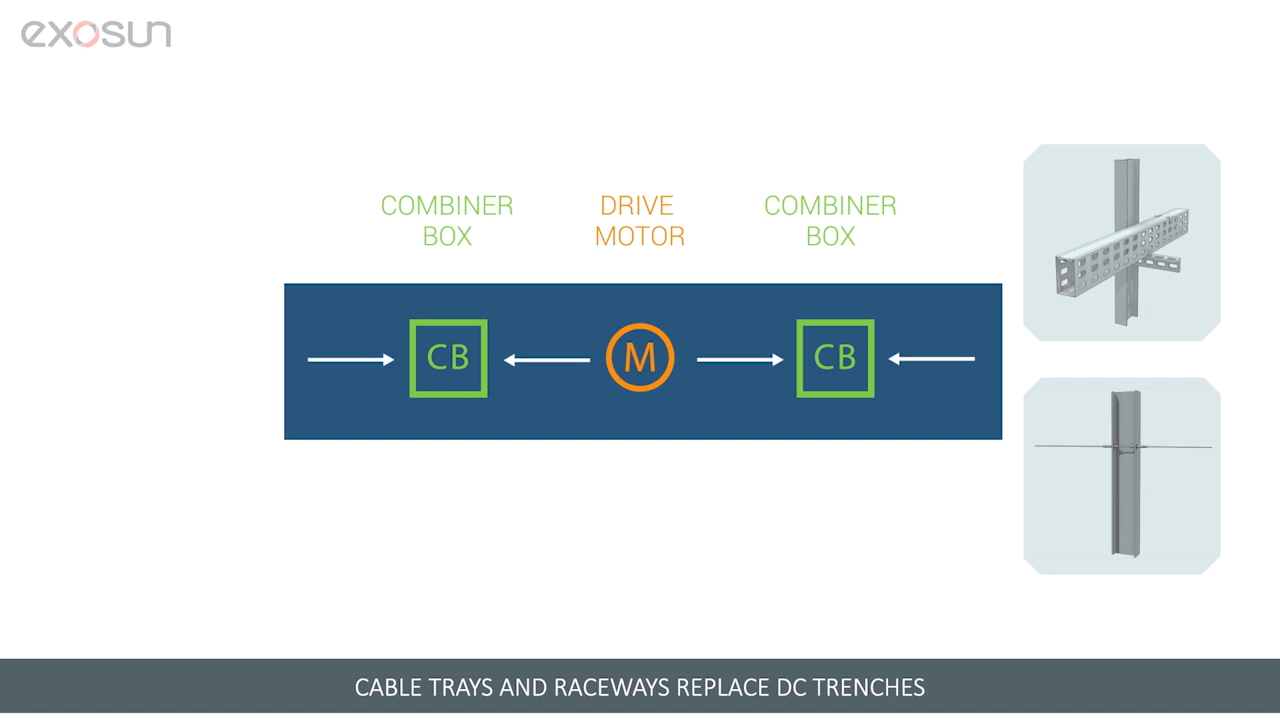 exosun
COMBINER
BOX
DRIVE
MOTOR
COMBINER
BOX
CB
M
CB
CABLE TRAYS AND RACEWAYS REPLACE DC TRENCHES